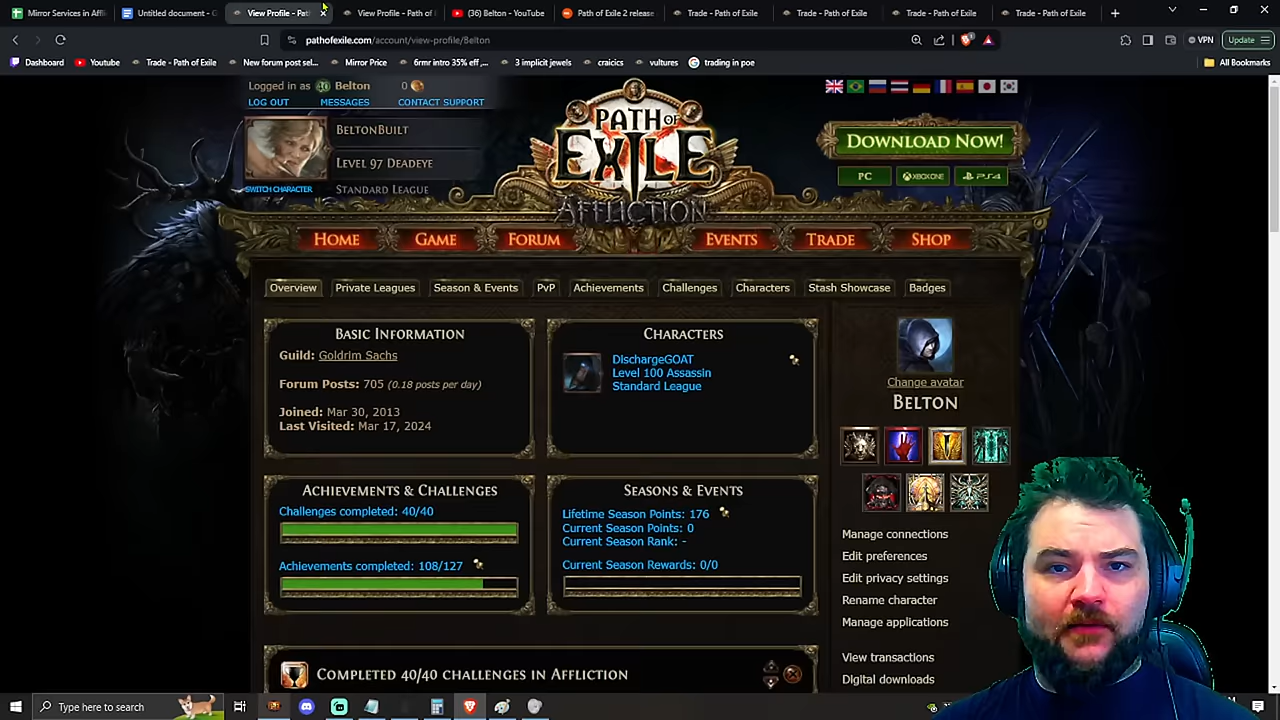 Mirror Services in Affli
Untitled document - G
View Profile - Pat
View Profile - Path of E
(50) Belton - YouTube
Path of Exile 2 release
Trade - Path of Exile
Trade - Path of Exile
Trade - Path of Exile
Trade - Path of Exile
pathofexile.com/account/view-profile/Belton
VPN
Update
Dashboard
Youtube
Trade - Path of Exile
New forum post sel...
Mirror Price
6rmr intro 35% eff ,...
3 implicit jewels
craicics
vultures
trading in poe
All Bookmarks
Logged in as Belton 0
LOG OUT MESSAGES CONTACT SUPPORT
BeltonBuilt
Level 97 Deadeye
Standard League
SWITCH CHARACTER
PATH OF EXILE
AFFLICTION
Download Now!
PC XBOX ONE PS4
Home Game Forum Events Trade Shop
Overview Private Leagues Season & Events PvP Achievements Challenges Characters Stash Showcase Badges
Basic Information
Guild: Goldrim Sachs
Forum Posts: 705 (0.18 posts per day)
Joined: Mar 30, 2013
Last Visited: Mar 17, 2024
Characters
DischargeGOAT
Level 100 Assassin
Standard League
Change avatar
Belton
Achievements & Challenges
Challenges completed: 40/40
Achievements completed: 108/127
Seasons & Events
Lifetime Season Points: 176
Current Season Points: 0
Current Season Rank: -
Current Season Rewards: 0/0
Manage connections
Edit preferences
Edit privacy settings
Rename character
Manage applications
View transactions
Digital downloads
Completed 40/40 challenges in Affliction
Type here to search